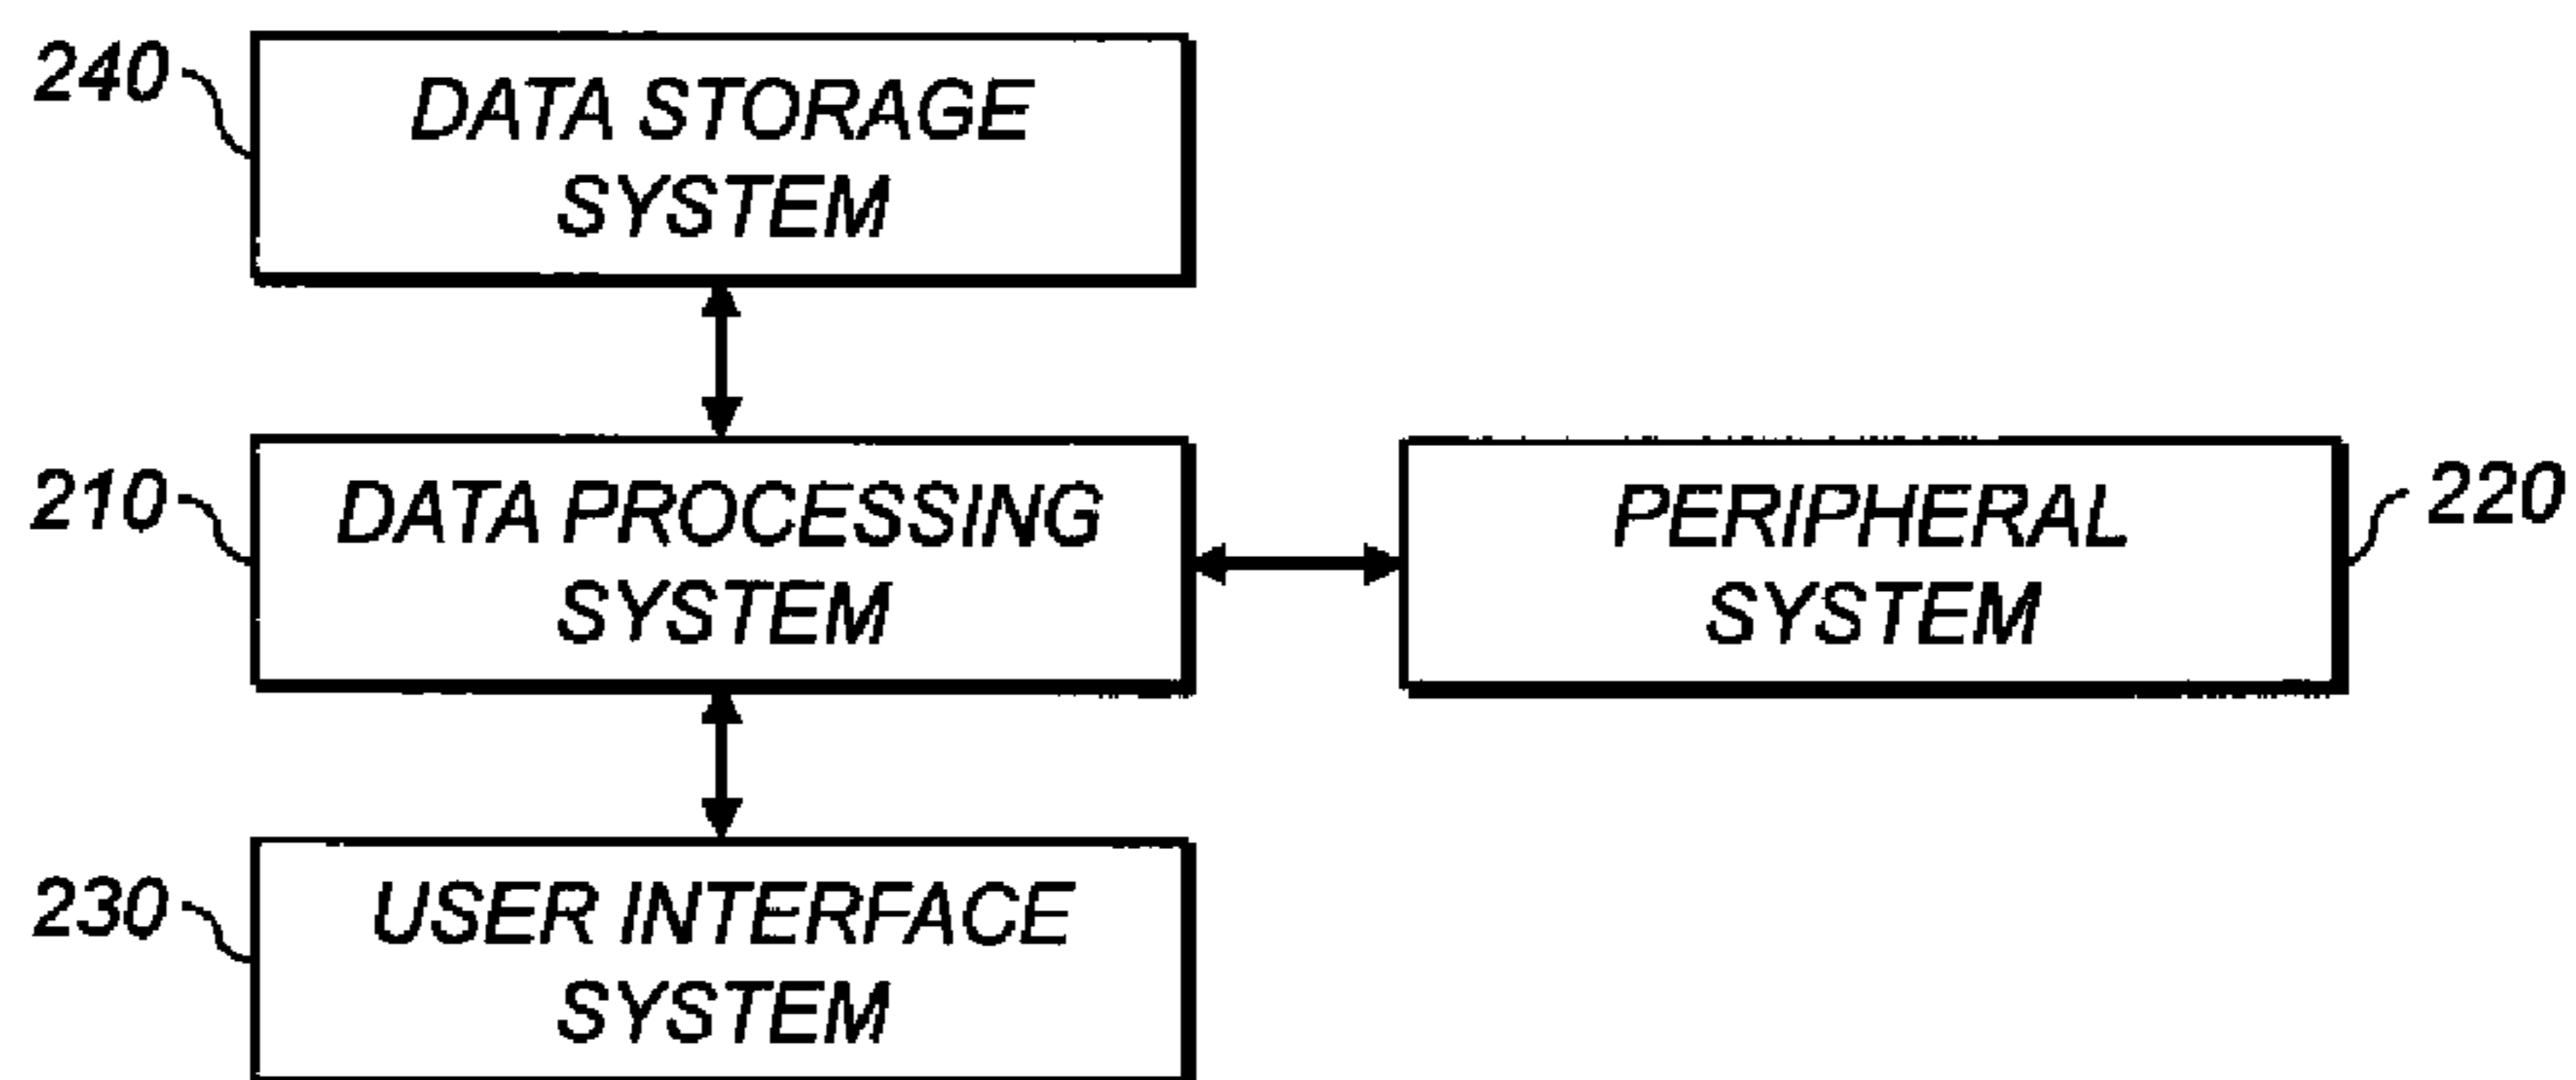 240
DATA STORAGE
SYSTEM
210
DATA PROCESSING
SYSTEM
PERIPHERAL
SYSTEM
220
230
USER INTERFACE
SYSTEM